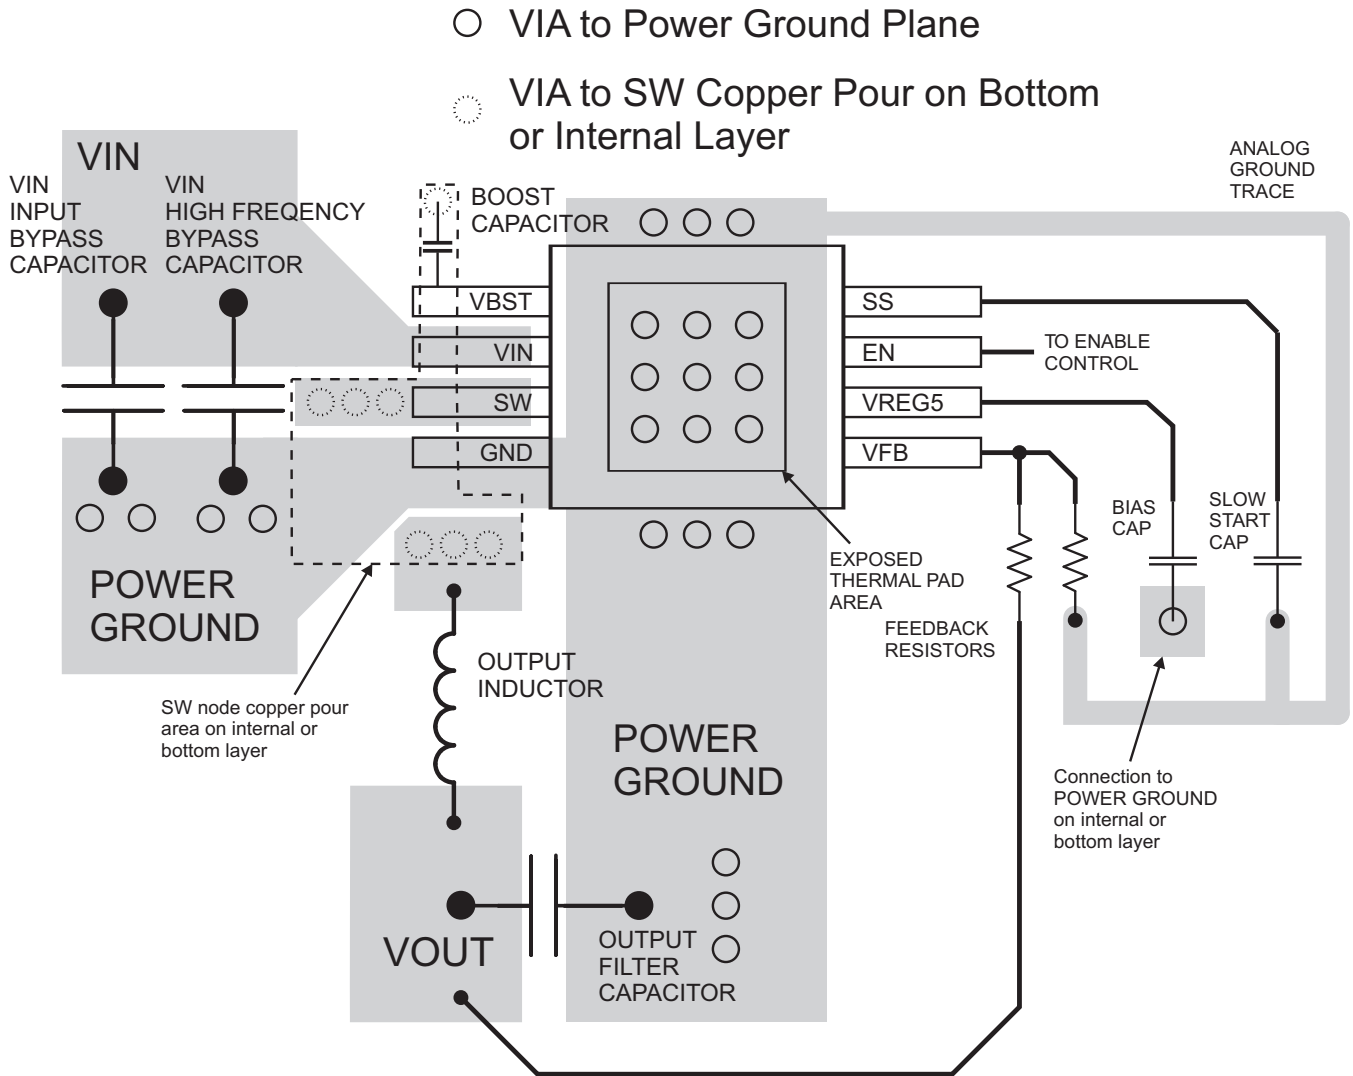 VIA to Power Ground Plane
VIA to SW Copper Pour on Bottom
or Internal Layer
ANALOG
GROUND
TRACE
VIN
VIN
INPUT
BYPASS
CAPACITOR
VIN
HIGH FREQENCY
BYPASS
CAPACITOR
BOOST
CAPACITOR
VBST
VIN
SW
GND
SS
EN
VREG5
VFB
TO ENABLE
CONTROL
BIAS
CAP
SLOW
START
CAP
EXPOSED
THERMAL PAD
AREA
FEEDBACK
RESISTORS
POWER
GROUND
OUTPUT
INDUCTOR
SW node copper pour
area on internal or
bottom layer
POWER
GROUND
Connection to
POWER GROUND
on internal or
bottom layer
VOUT
OUTPUT
FILTER
CAPACITOR